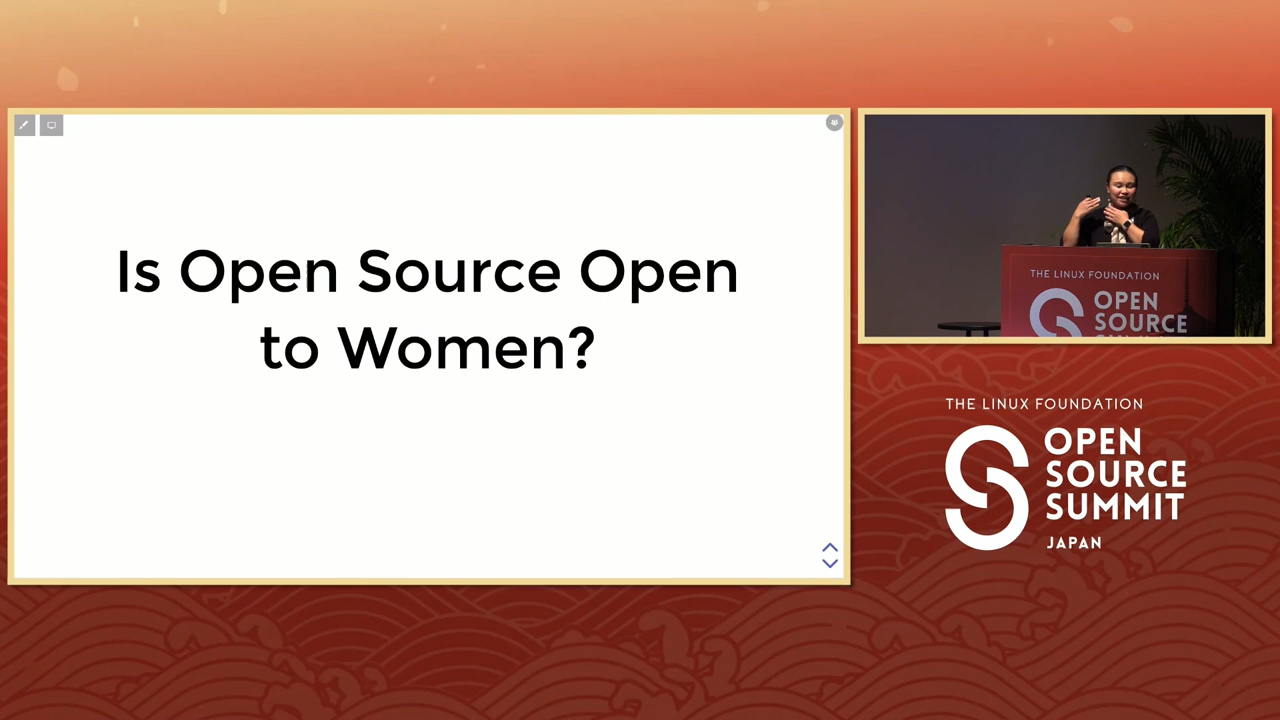 Is Open Source Open
to Women?
THE LINUX FOUNDATION
OPEN
SOURCE
THE LINUX FOUNDATION
OPEN
SOURCE
SUMMIT
JAPAN